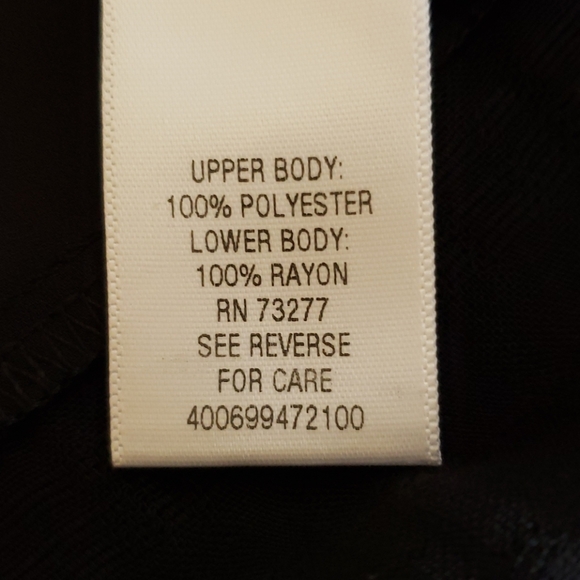 UPPER BODY:
100% POLYESTER
LOWER BODY:
100% RAYON
RN 73277
SEE REVERSE
FOR CARE
400699472100